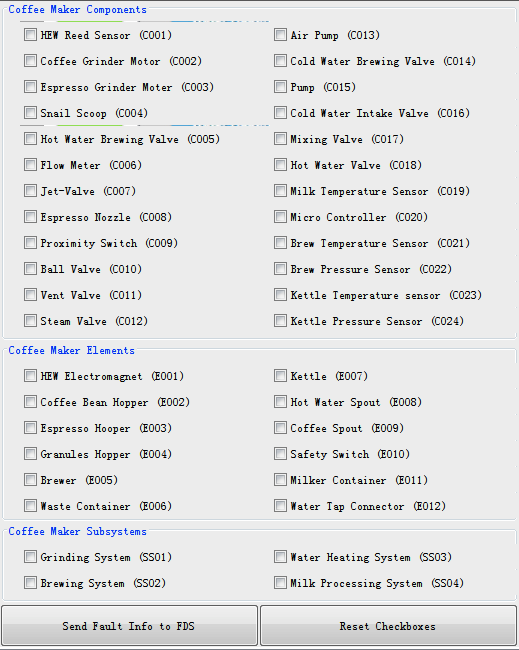 Coffee Maker Components
HEW Reed Sensor (C001)
Coffee Grinder Motor (C002)
Espresso Grinder Moter (C003)
Snail Scoop (C004)
Hot Water Brewing Valve (C005)
Flow Meter (C006)
Jet-Valve (C007)
Espresso Nozzle (C008)
Proximity Switch (C009)
Ball Valve (C010)
Vent Valve (C011)
Steam Valve (C012)
Air Pump (C013)
Cold Water Brewing Valve (C014)
Pump (C015)
Cold Water Intake Valve (C016)
Mixing Valve (C017)
Hot Water Valve (C018)
Milk Temperature Sensor (C019)
Micro Controller (C020)
Brew Temperature Sensor (C021)
Brew Pressure Sensor (C022)
Kettle Temperature sensor (C023)
Kettle Pressure Sensor (C024)
Coffee Maker Elements
HEW Electromagnet (E001)
Coffee Bean Hopper (E002)
Espresso Hooper (E003)
Granules Hopper (E004)
Brewer (E005)
Waste Container (E006)
Kettle (E007)
Hot Water Spout (E008)
Coffee Spout (E009)
Safety Switch (E010)
Milker Container (E011)
Water Tap Connector (E012)
Coffee Maker Subsystems
Grinding System (SS01)
Brewing System (SS02)
Water Heating System (SS03)
Milk Processing System (SS04)
Send Fault Info to FDS
Reset Checkboxes